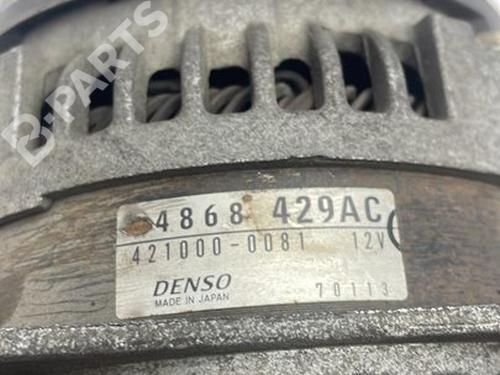 B-PARTS
4868 429AC
421000-0081 12V
DENSO
MADE IN JAPAN
70113